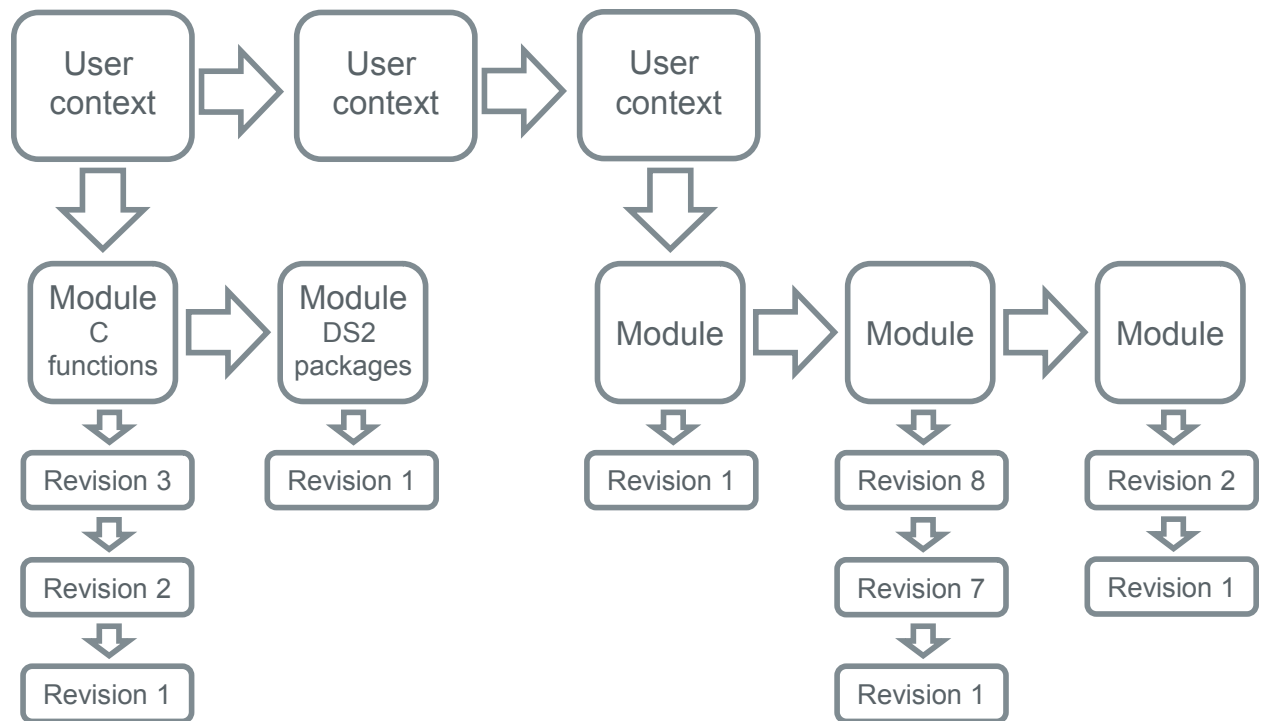 User
context
User
context
User
context
Module
C
functions
Module
DS2
packages
Module
Module
Module
Revision 3
Revision 1
Revision 1
Revision 8
Revision 2
Revision 2
Revision 7
Revision 1
Revision 1
Revision 1